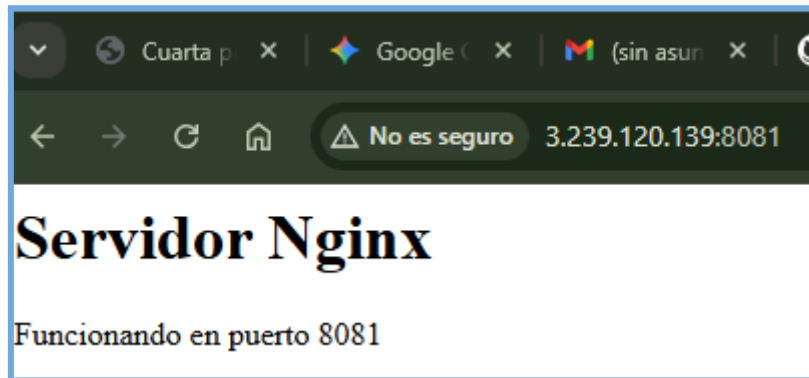 Cuarta p
Google
(sin asun
No es seguro 3.239.120.139:8081
Servidor Nginx
Funcionando en puerto 8081